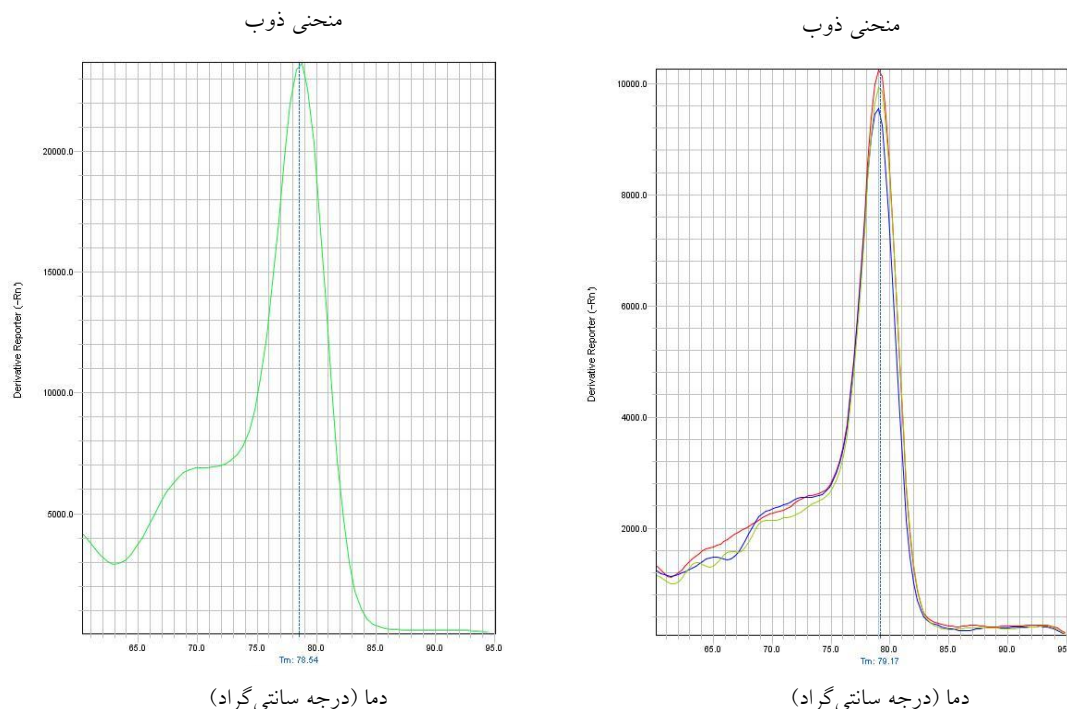 منحنی ذوب
20000.0
15000.0
10000.0
5000.0
Derivative Reporter (-Rn')
65.0 70.0 75.0 80.0 85.0 90.0 95.0
Tm: 78.54
دما (درجه سانتی‌گراد)
منحنی ذوب
10000.0
8000.0
6000.0
4000.0
2000.0
Derivative Reporter (-Rn')
65.0 70.0 75.0 80.0 85.0 90.0 95.0
Tm: 79.17
دما (درجه سانتی‌گراد)